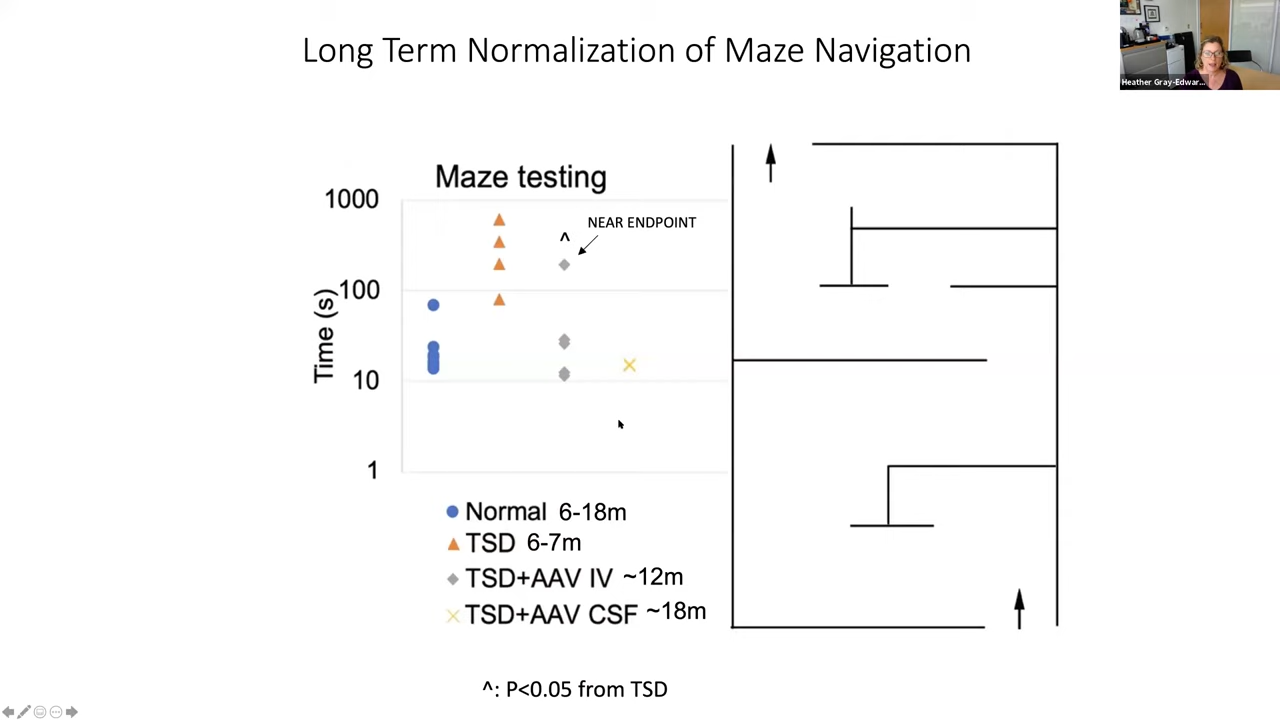 Long Term Normalization of Maze Navigation
Heather Gray-Edwar...
Maze testing
1000
100
10
1
Time (s)
^
NEAR ENDPOINT
Normal 6-18m
TSD 6-7m
TSD+AAV IV ~12m
TSD+AAV CSF ~18m
^: P<0.05 from TSD